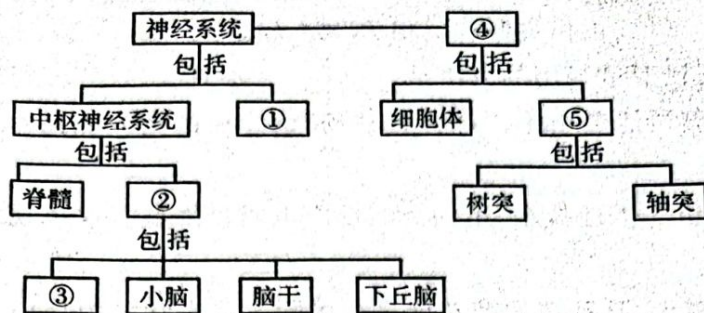 神经系统 ④
包括 包括
中枢神经系统 ① 细胞体 ⑤
包括 包括
脊髓 ② 树突 轴突
包括
③ 小脑 脑干 下丘脑